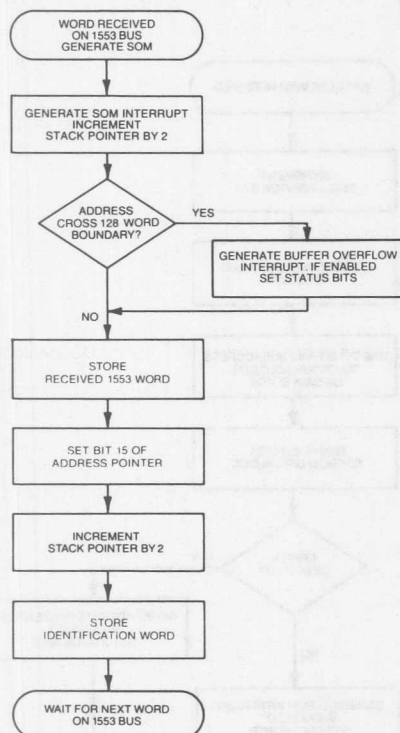 WORD RECEIVED
ON 1553 BUS
GENERATE SOM
GENERATE SOM INTERRUPT
INCREMENT
STACK POINTER BY 2
ADDRESS
CROSS 128 WORD
BOUNDARY?
YES
GENERATE BUFFER OVERFLOW
INTERRUPT. IF ENABLED
SET STATUS BITS
NO
STORE
RECEIVED 1553 WORD
SET BIT 15 OF
ADDRESS POINTER
INCREMENT
STACK POINTER BY 2
STORE
IDENTIFICATION WORD
WAIT FOR NEXT WORD
ON 1553 BUS